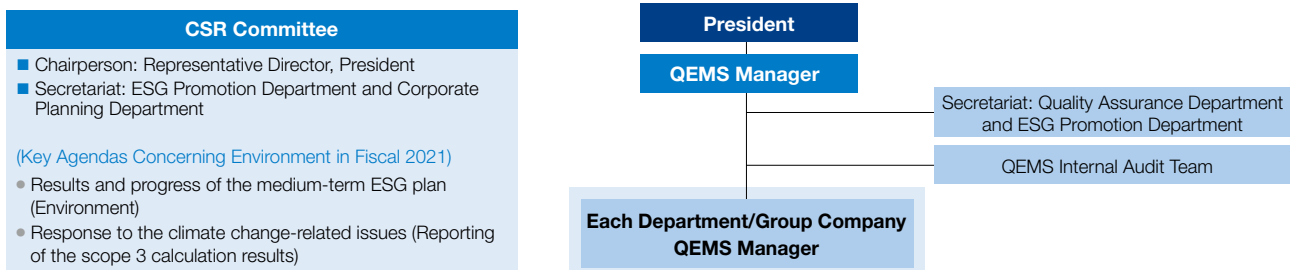 CSR Committee
■ Chairperson: Representative Director, President
■ Secretariat: ESG Promotion Department and Corporate
Planning Department
(Key Agendas Concerning Environment in Fiscal 2021)
● Results and progress of the medium-term ESG plan
(Environment)
● Response to the climate change-related issues (Reporting
of the scope 3 calculation results)
President
QEMS Manager
Secretariat: Quality Assurance Department
and ESG Promotion Department
QEMS Internal Audit Team
Each Department/Group Company
QEMS Manager